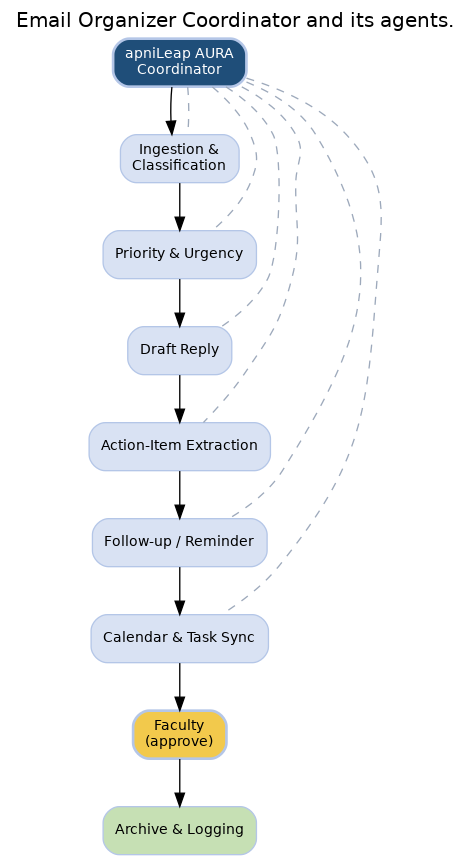 Email Organizer Coordinator and its agents.
apniLeap AURA
Coordinator
Ingestion &
Classification
Priority & Urgency
Draft Reply
Action-Item Extraction
Follow-up / Reminder
Calendar & Task Sync
Faculty
(approve)
Archive & Logging